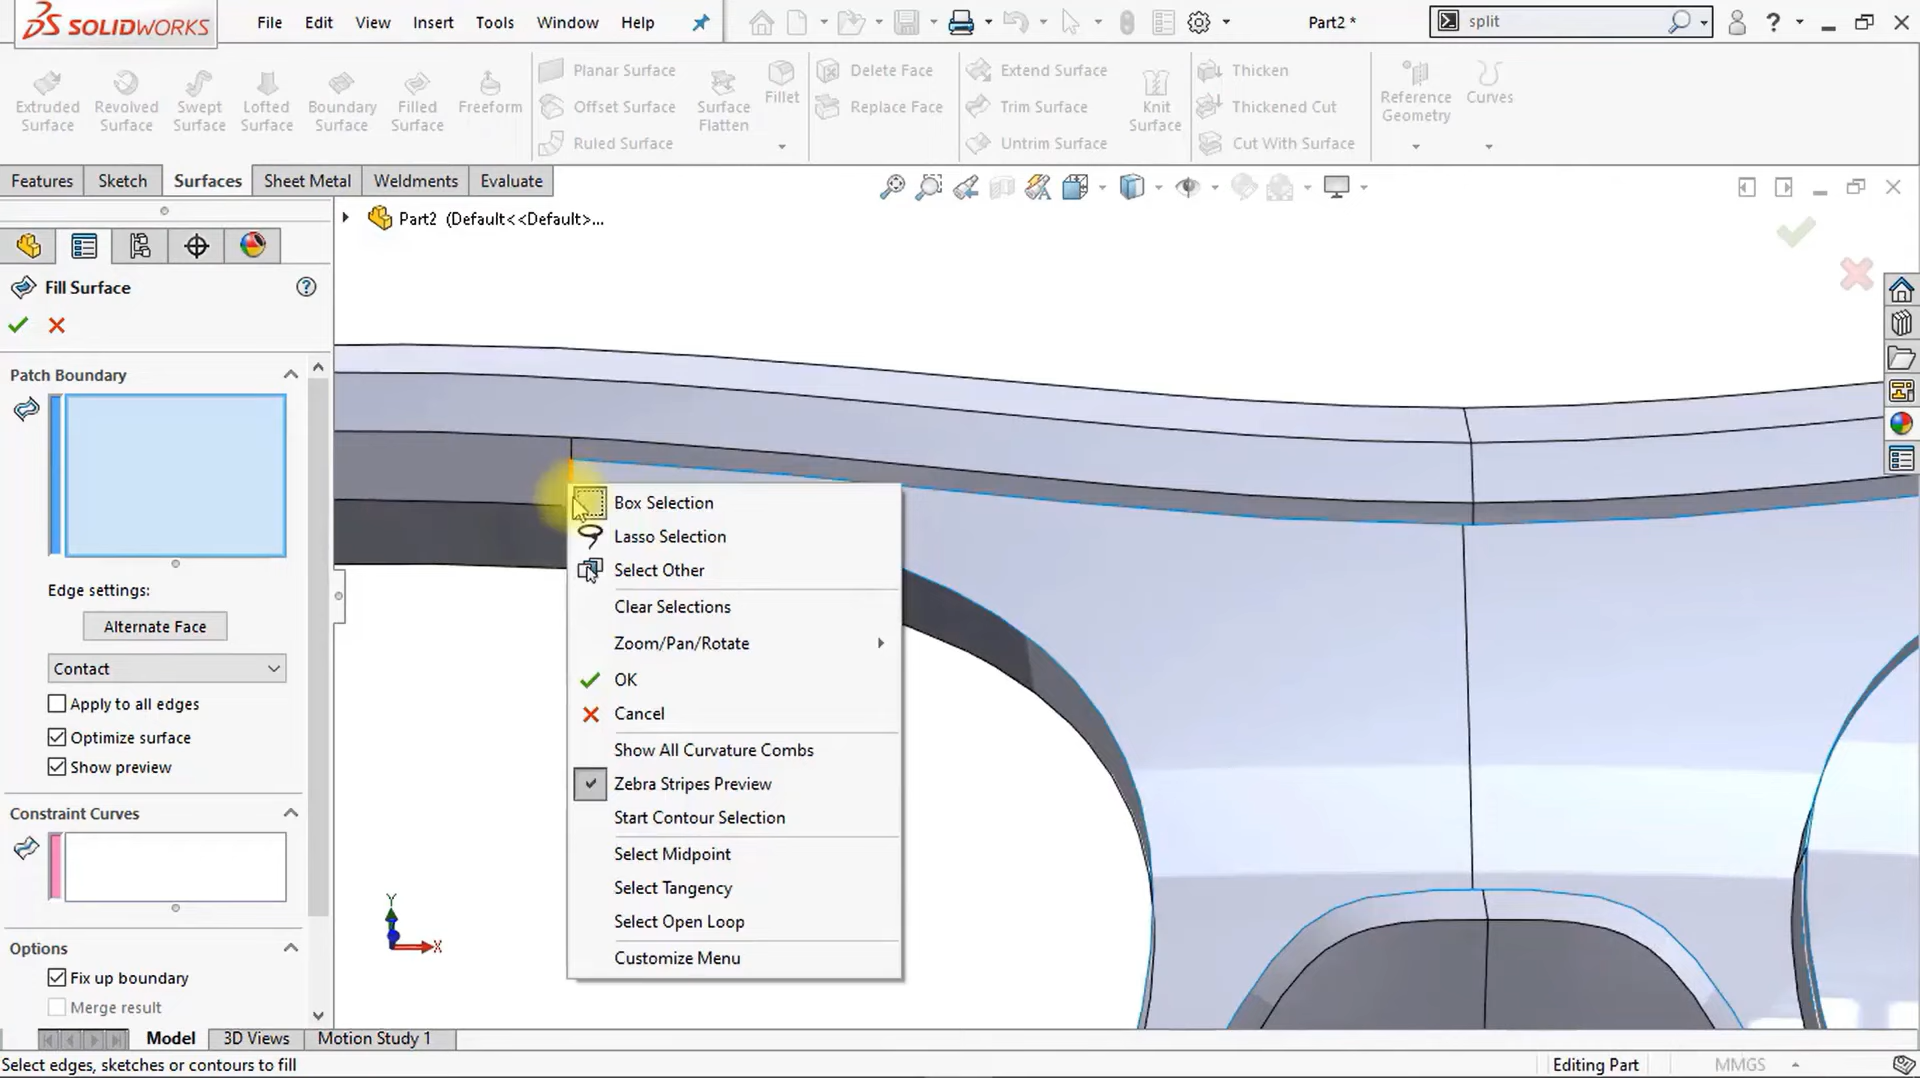 SOLIDWORKS
File Edit View Insert Tools Window Help
Part2 *
split
Extruded Surface
Revolved Surface
Swept Surface
Lofted Surface
Boundary Surface
Filled Surface
Freeform
Planar Surface
Offset Surface
Ruled Surface
Surface Flatten
Fillet
Delete Face
Replace Face
Extend Surface
Trim Surface
Untrim Surface
Knit Surface
Thicken
Thickened Cut
Cut With Surface
Reference Geometry
Curves
Features Sketch Surfaces Sheet Metal Weldments Evaluate
Part2 (Default<<Default>...
Fill Surface
Patch Boundary
Edge settings:
Alternate Face
Contact
Apply to all edges
Optimize surface
Show preview
Constraint Curves
Options
Fix up boundary
Merge result
Box Selection
Lasso Selection
Select Other
Clear Selections
Zoom/Pan/Rotate
OK
Cancel
Show All Curvature Combs
Zebra Stripes Preview
Start Contour Selection
Select Midpoint
Select Tangency
Select Open Loop
Customize Menu
Y
X
Model 3D Views Motion Study 1
Select edges, sketches or contours to fill
Editing Part
MMGS